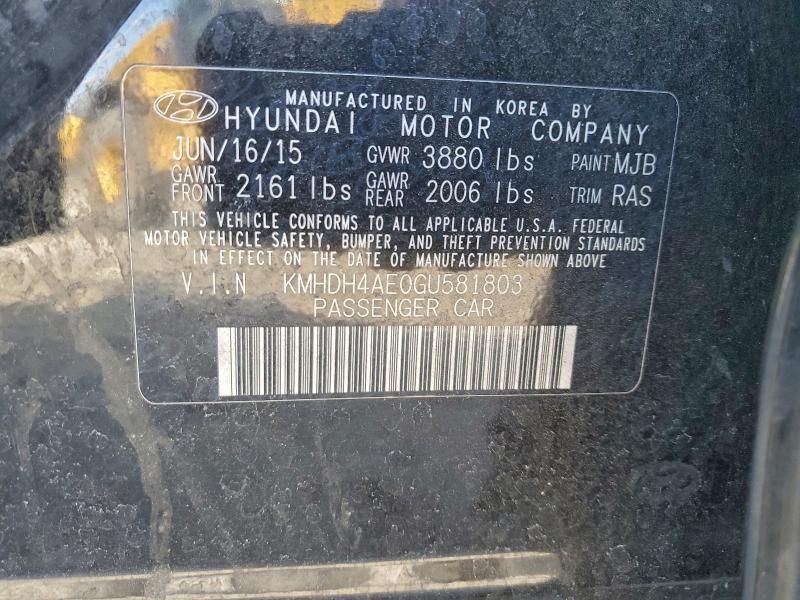 MANUFACTURED IN KOREA BY
HYUNDAI MOTOR COMPANY
JUN/16/15 GVWR 3880 lbs PAINT MJB
GAWR FRONT 2161 lbs GAWR REAR 2006 lbs TRIM RAS
THIS VEHICLE CONFORMS TO ALL APPLICABLE U.S.A. FEDERAL
MOTOR VEHICLE SAFETY, BUMPER, AND THEFT PREVENTION STANDARDS
IN EFFECT ON THE DATE OF MANUFACTURE SHOWN ABOVE
V.I.N KMHDH4AE0GU581803
PASSENGER CAR